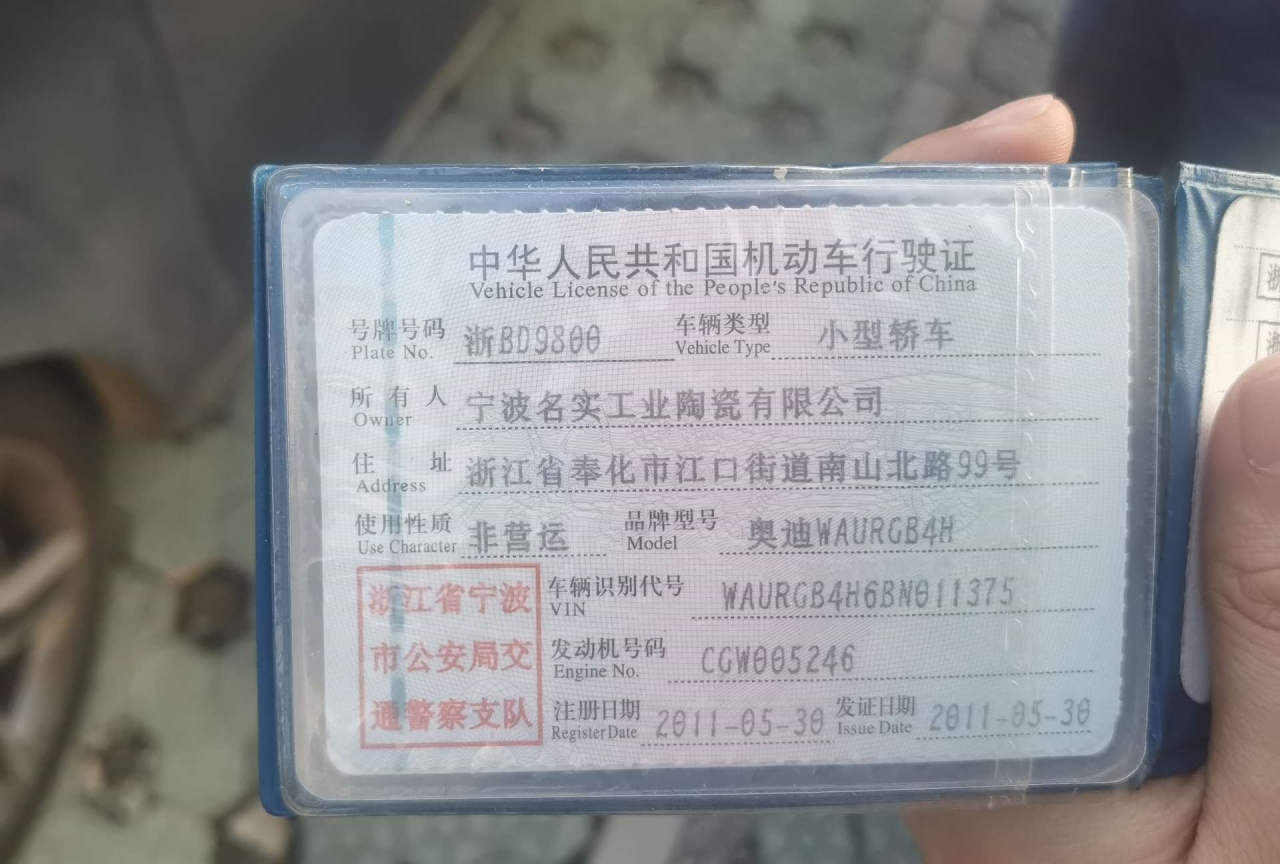 中华人民共和国机动车行驶证
Vehicle License of the People's Republic of China
号牌号码 浙BD9800 车辆类型 小型轿车
Plate No. Vehicle Type
所有人 宁波名实工业陶瓷有限公司
Owner
住址 浙江省奉化市江口街道南山北路99号
Address
使用性质 非营运 品牌型号 奥迪WAURGB4H
Use Character Model
浙江省宁波
市公安局交
通警察支队
车辆识别代号 WAURGB4H6BN011375
VIN
发动机号码 CGW005246
Engine No.
注册日期 2011-05-30 发证日期 2011-05-30
Register Date Issue Date
浙